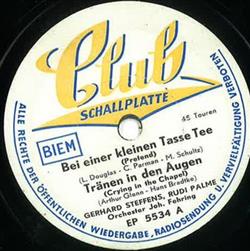 Club
SCHALLPLATTE
45 Touren
BIEM
Bei einer kleinen Tasse Tee
(Pretend)
(L. Douglas - C. Parman - M. Schultz)
Tränen in den Augen
(Crying in the Chapel)
(Arthur Glenn - Hans Bradtke)
GERHARD STEFFENS, RUDI PALME
Orchester Joh. Fehring
EP 5534 A
ALLE RECHTE DER ÖFFENTLICHEN WIEDERGABE, RADIOSENDUNG U. VERVIELFÄLTIGUNG VERBOTEN